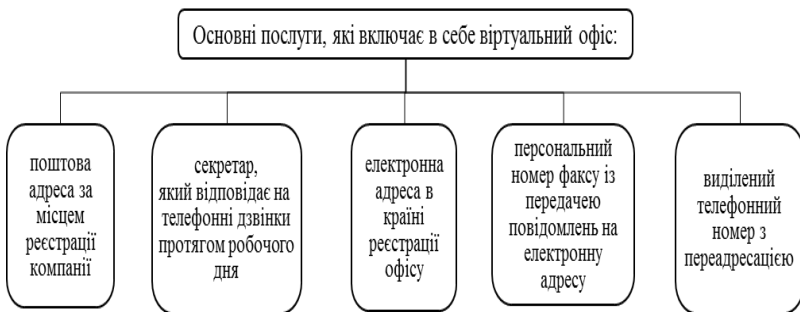 Основні послуги, які включає в себе віртуальний офіс:
поштова
адреса за
місцем
реєстрації
компанії
секретар,
який відповідає на
телефонні дзвінки
протягом робочого
дня
електронна
адреса в
країні
реєстрації
офісу
персональний
номер факсу із
передачею
повідомлень на
електронну
адресу
виділений
телефонний
номер з
переадресацією